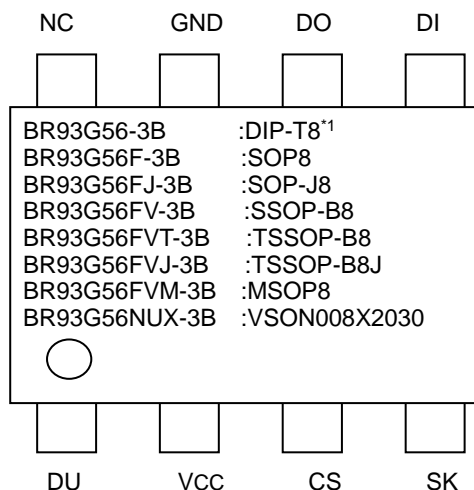 NC GND DO DI
BR93G56-3B :DIP-T8*1
BR93G56F-3B :SOP8
BR93G56FJ-3B :SOP-J8
BR93G56FV-3B :SSOP-B8
BR93G56FVT-3B :TSSOP-B8
BR93G56FVJ-3B :TSSOP-B8J
BR93G56FVM-3B :MSOP8
BR93G56NUX-3B :VSON008X2030
DU VCC CS SK